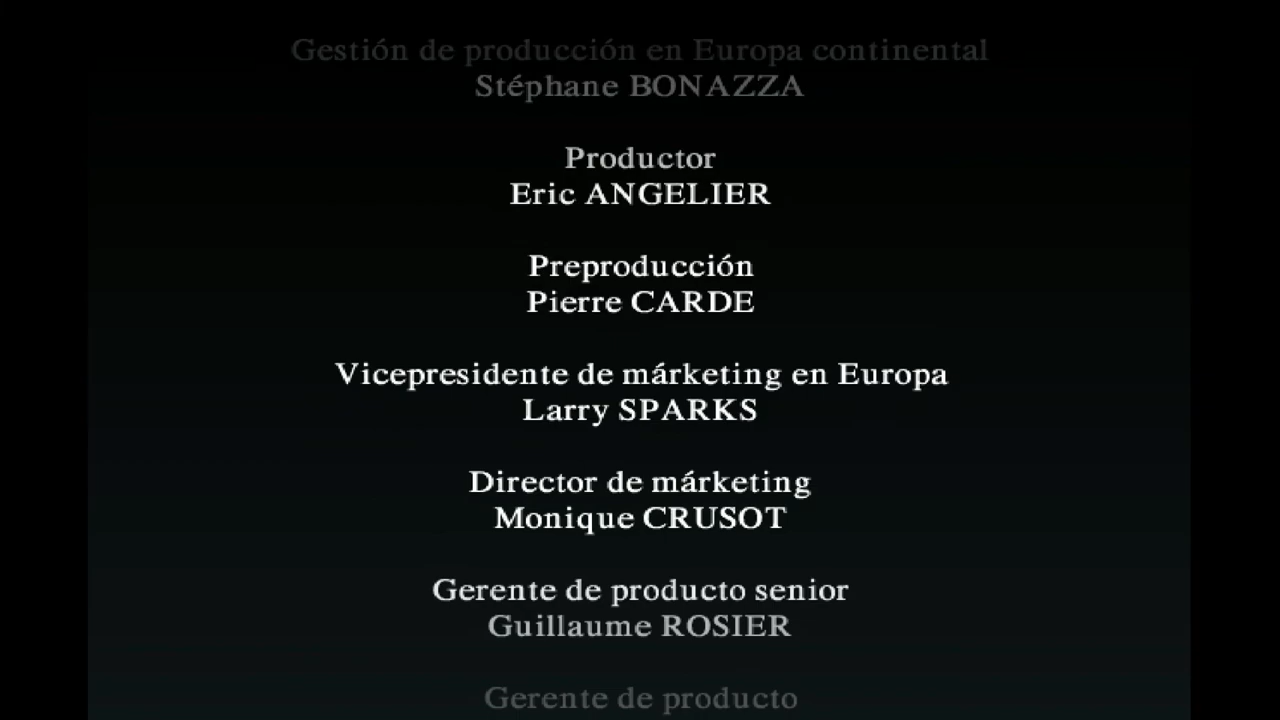 Gestión de producción en Europa continental
Stéphane BONAZZA
Productor
Eric ANGELIER
Preproducción
Pierre CARDE
Vicepresidente de márketing en Europa
Larry SPARKS
Director de márketing
Monique CRUSOT
Gerente de producto senior
Guillaume ROSIER
Gerente de producto